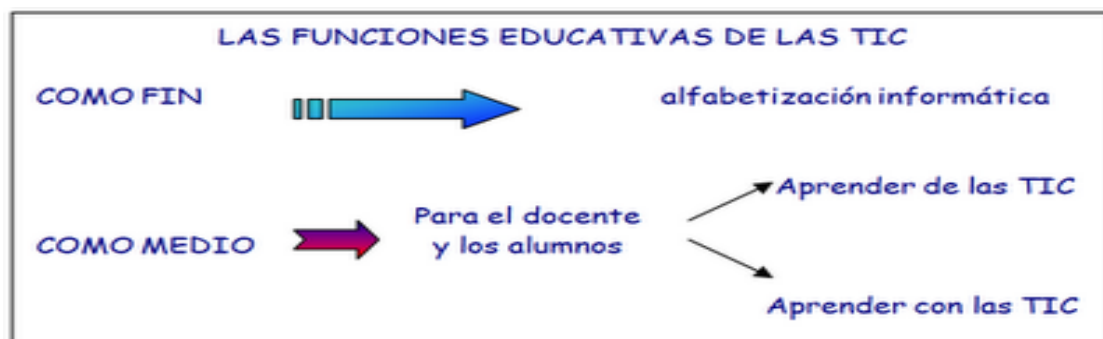 LAS FUNCIONES EDUCATIVAS DE LAS TIC
COMO FIN
alfabetización informática
COMO MEDIO
Para el docente
y los alumnos
Aprender de las TIC
Aprender con las TIC